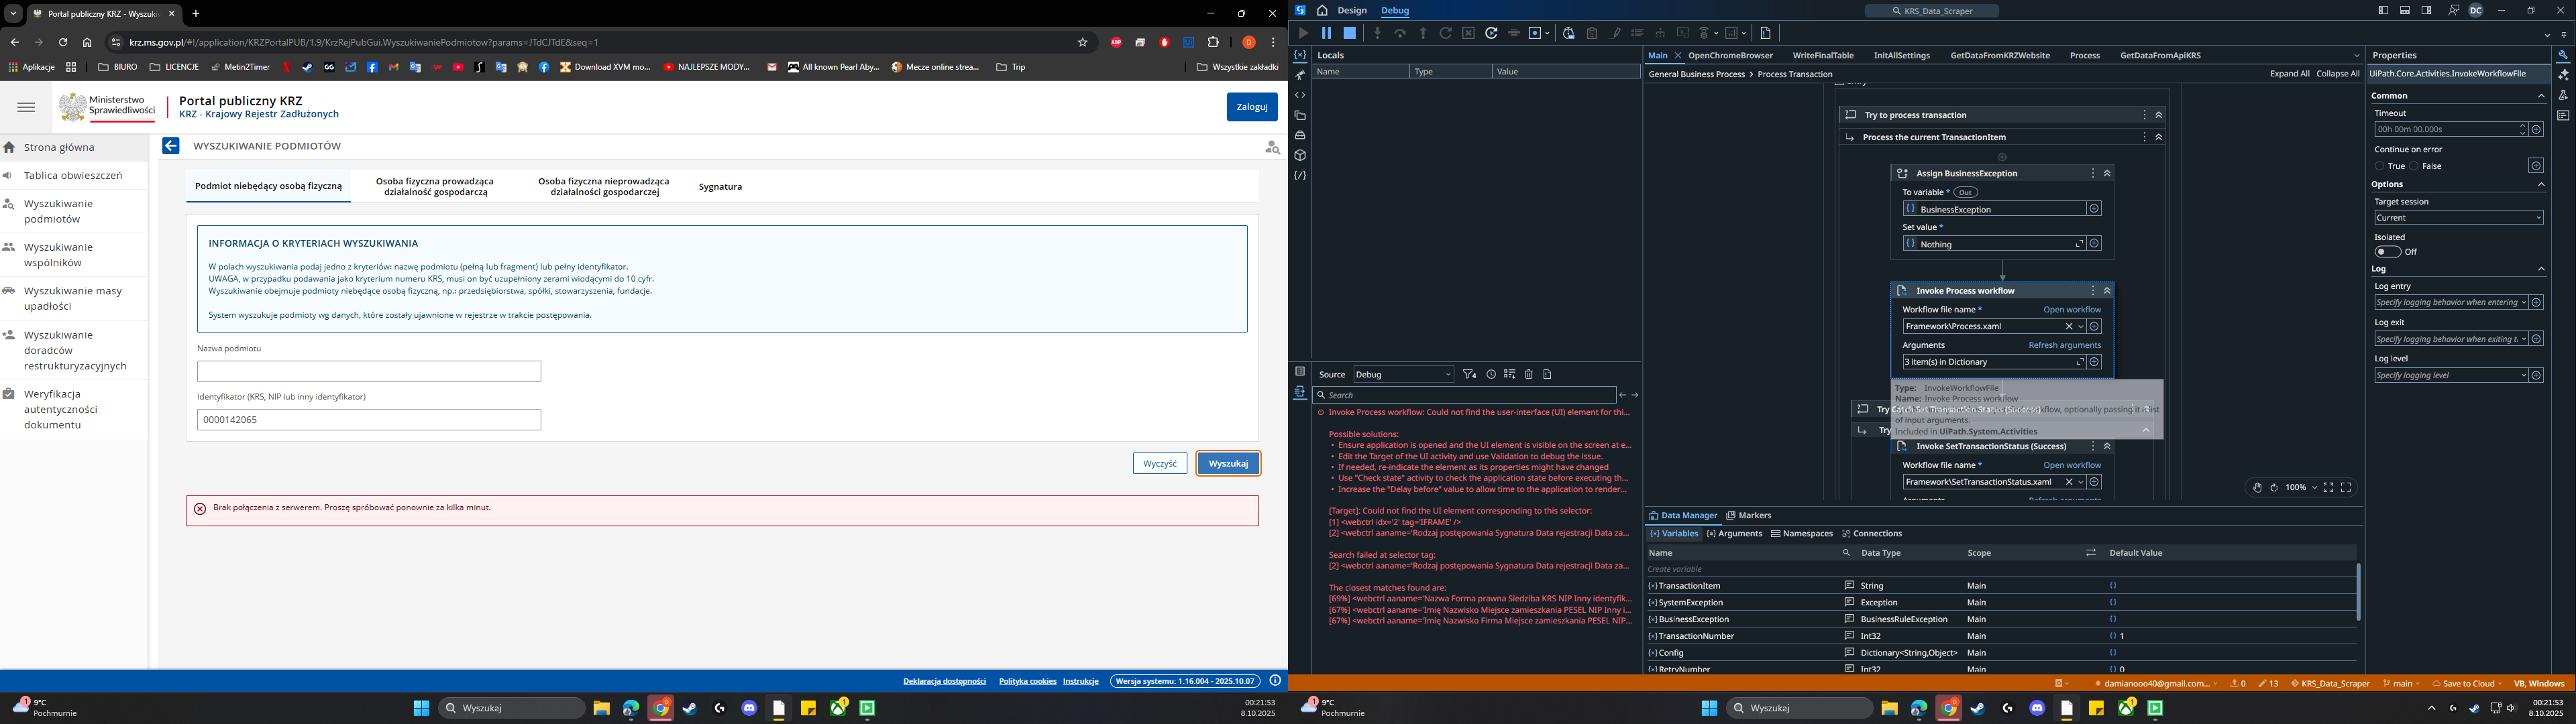 Portal publiczny KRZ - Wyszuki
krz.ms.gov.pl/#!/application/KRZPortalPUB/1.9/KrzRejPubGui.WyszukiwaniePodmiotow?params=JTdCJTdE&seq=1
Aplikacje
BIURO
LICENCJE
Metin2Timer
Download XVM mo...
NAJLEPSZE MODY...
All known Pearl Aby...
Mecze online strea...
Trip
Wszystkie zakładki
Ministerstwo
Sprawiedliwości
Portal publiczny KRZ
KRZ - Krajowy Rejestr Zadłużonych
Zaloguj
Strona główna
Tablica obwieszczeń
Wyszukiwanie
podmiotów
Wyszukiwanie
wspólników
Wyszukiwanie masy
upadłości
Wyszukiwanie
doradców
restrukturyzacyjnych
Weryfikacja
autentyczności
dokumentu
WYSZUKIWANIE PODMIOTÓW
Podmiot niebędący osobą fizyczną
Osoba fizyczna prowadząca
działalność gospodarczą
Osoba fizyczna nieprowadząca
działalności gospodarczej
Sygnatura
INFORMACJA O KRYTERIACH WYSZUKIWANIA
W polach wyszukiwania podaj jedno z kryteriów: nazwę podmiotu (pełną lub fragment) lub pełny identyfikator.
UWAGA, w przypadku podawania jako kryterium numeru KRS, musi on być uzupełniony zerami wiodącymi do 10 cyfr.
Wyszukiwanie obejmuje podmioty niebędące osobą fizyczną, np.: przedsiębiorstwa, spółki, stowarzyszenia, fundacje.
System wyszukuje podmioty wg danych, które zostały ujawnione w rejestrze w trakcie postępowania.
Nazwa podmiotu
Identyfikator (KRS, NIP lub inny identyfikator)
0000142065
Wyczyść
Wyszukaj
Brak połączenia z serwerem. Proszę spróbować ponownie za kilka minut.
Deklaracja dostępności
Polityka cookies
Instrukcje
Wersja systemu: 1.16.004 - 2025.10.07
9°C
Pochmurnie
Wyszukaj
00:21:53
8.10.2025
Design
Debug
KRS_Data_Scraper
DC
Locals
Name
Type
Value
Source
Debug
Search
Invoke Process workflow: Could not find the user-interface (UI) element for thi...
Possible solutions:
• Ensure application is opened and the UI element is visible on the screen at e...
• Edit the Target of the UI activity and use Validation to debug the issue.
• If needed, re-indicate the element as its properties might have changed
• Use "Check state" activity to check the application state before executing th...
• Increase the "Delay before" value to allow time to the application to render...
[Target]: Could not find the UI element corresponding to this selector:
[1] <webctrl idx='2' tag='IFRAME' />
[2] <webctrl aaname='Rodzaj postępowania Sygnatura Data rejestracji Data za...
Search failed at selector tag:
[2] <webctrl aaname='Rodzaj postępowania Sygnatura Data rejestracji Data za...
The closest matches found are:
[69%] <webctrl aaname='Nazwa Forma prawna Siedziba KRS NIP Inny identyfik...
[67%] <webctrl aaname='Imię Nazwisko Miejsce zamieszkania PESEL NIP Inny i...
[67%] <webctrl aaname='Imię Nazwisko Firma Miejsce zamieszkania PESEL NIP...
Main
OpenChromeBrowser
WriteFinalTable
InitAllSettings
GetDataFromKRZWebsite
Process
GetDataFromApiKRS
General Business Process > Process Transaction
Expand All
Collapse All
Try to process transaction
Process the current TransactionItem
Assign BusinessException
To variable *
Out
BusinessException
Set value *
Nothing
Invoke Process workflow
Workflow file name *
Open workflow
Framework\Process.xaml
Arguments
Refresh arguments
3 item(s) in Dictionary
Type: InvokeWorkflowFile
Name: Invoke Process workflow
Try Catch Set Transaction Status (Success)
of input arguments.
Included in UiPath.System.Activities
Invoke SetTransactionStatus (Success)
Workflow file name *
Open workflow
Framework\SetTransactionStatus.xaml
100%
Data Manager
Markers
Variables
Arguments
Namespaces
Connections
Name
Data Type
Scope
Default Value
Create variable
TransactionItem
String
Main
SystemException
Exception
Main
BusinessException
BusinessRuleException
Main
TransactionNumber
Int32
Main
1
Config
Dictionary<String,Object>
Main
RetryNumber
Int32
Main
0
Properties
UiPath.Core.Activities.InvokeWorkflowFile
Common
Timeout
00h 00m 00.000s
Continue on error
True
False
Options
Target session
Current
Isolated
Off
Log
Log entry
Specify logging behavior when entering
Log exit
Specify logging behavior when exiting t
Log level
Specify logging level
damianooo40@gmail.com...
0
13
KRS_Data_Scraper
main
Save to Cloud
VB, Windows
9°C
Pochmurnie
Wyszukaj
00:21:53
8.10.2025